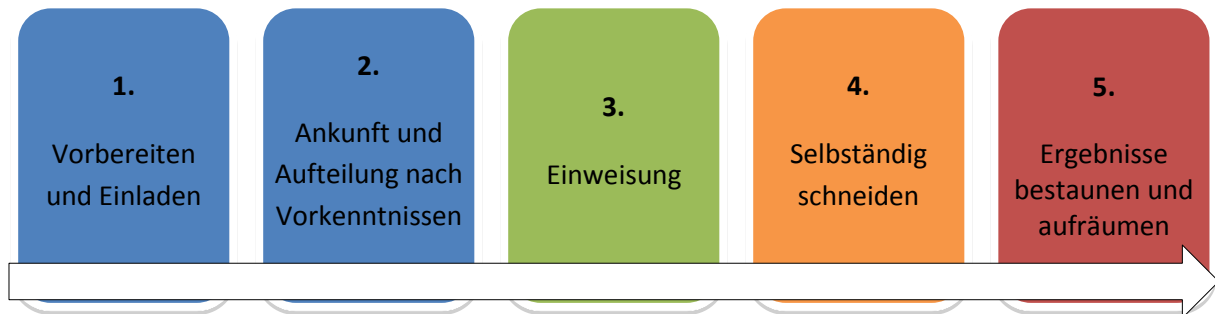 1.
Vorbereiten
und Einladen
2.
Ankunft und
Aufteilung nach
Vorkenntnissen
3.
Einweisung
4.
Selbständig
schneiden
5.
Ergebnisse
bestaunen und
aufräumen